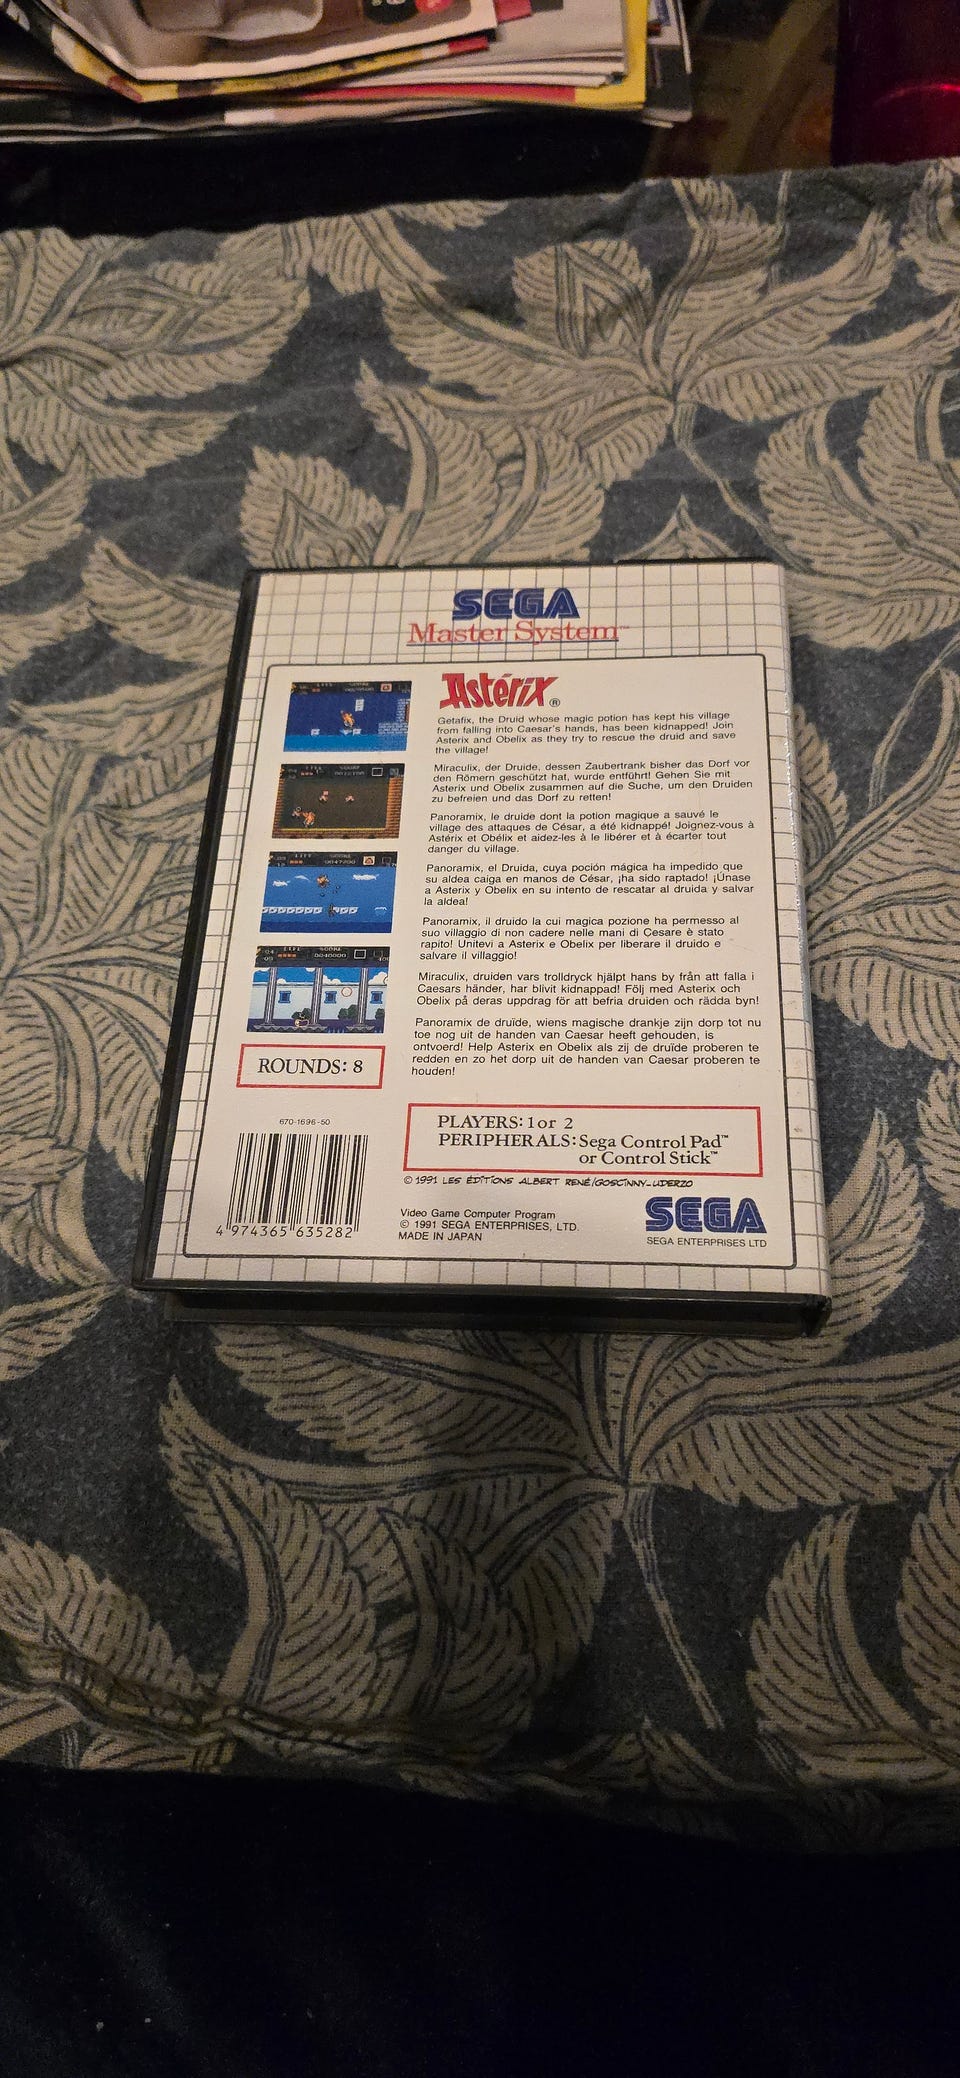 SEGA
Master System™
Astérix®
Getafix, the Druid whose magic potion has kept his village
from falling into Caesar's hands, has been kidnapped! Join
Asterix and Obelix as they try to rescue the druid and save
the village!
Miraculix, der Druide, dessen Zaubertrank bisher das Dorf vor
den Römern geschützt hat, wurde entführt! Gehen Sie mit
Asterix und Obelix zusammen auf die Suche, um den Druiden
zu befreien und das Dorf zu retten!
Panoramix, le druide dont la potion magique a sauvé le
village des attaques de César, a été kidnappé! Joignez-vous à
Astérix et Obélix et aidez-les à le libérer et à écarter tout
danger du village.
Panoramix, el Druida, cuya poción mágica ha impedido que
su aldea caiga en manos de César, ¡ha sido raptado! ¡Únase
a Asterix y Obelix en su intento de rescatar al druida y salvar
la aldea!
Panoramix, il druido la cui magica pozione ha permesso al
suo villaggio di non cadere nelle mani di Cesare è stato
rapito! Unitevi a Asterix e Obelix per liberare il druido e
salvare il villaggio!
Miraculix, druiden vars trolldryck hjälpt hans by från att falla i
Caesars händer, har blivit kidnappad! Följ med Asterix och
Obelix på deras uppdrag för att befria druiden och rädda byn!
Panoramix de druïde, wiens magische drankje zijn dorp tot nu
toe nog uit de handen van Caesar heeft gehouden, is
ontvoerd! Help Asterix en Obelix als zij de druïde proberen te
redden en zo het dorp uit de handen van Caesar proberen te
houden!
ROUNDS: 8
PLAYERS: 1 or 2
PERIPHERALS: Sega Control Pad™
or Control Stick™
670-1696-50
4 974365 635282
© 1991 LES ÉDITIONS ALBERT RENÉ/GOSCINNY-UDERZO
Video Game Computer Program
© 1991 SEGA ENTERPRISES, LTD.
MADE IN JAPAN
SEGA
SEGA ENTERPRISES LTD